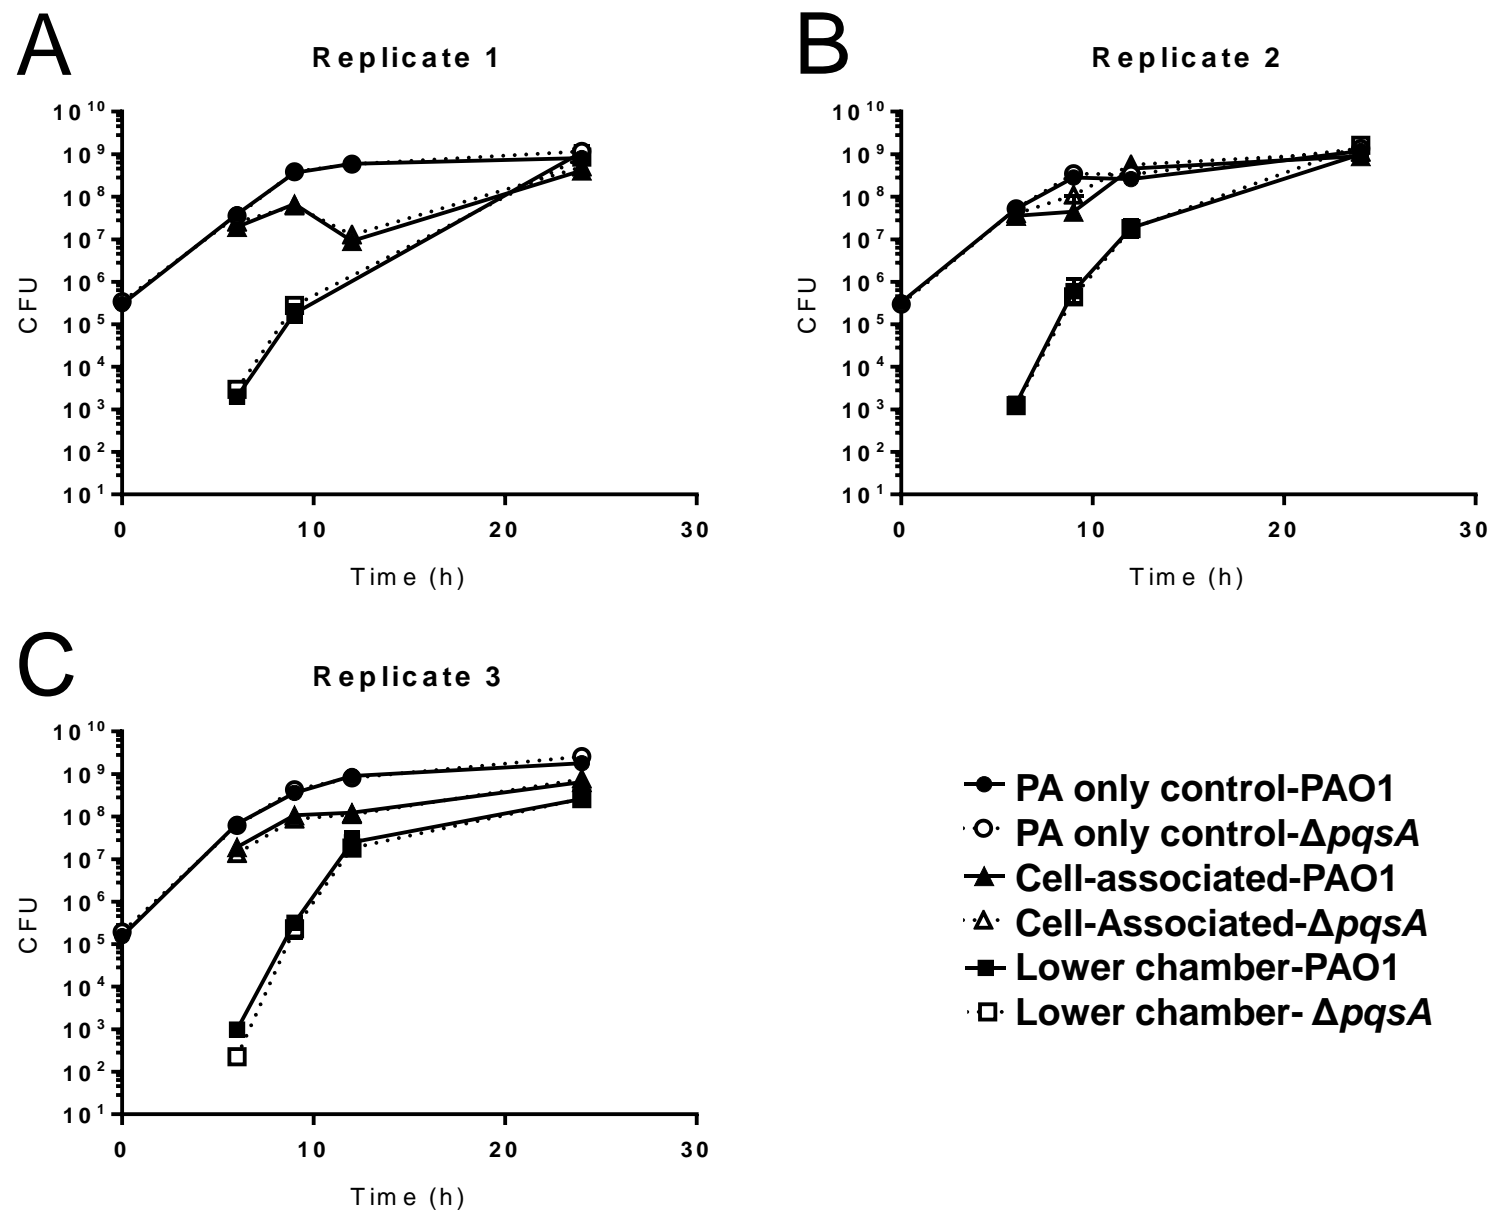 A
Replicate 1
10^10
10^9
10^8
10^7
10^6
10^5
10^4
10^3
10^2
10^1
CFU
0 10 20 30
Time (h)
B
Replicate 2
10^10
10^9
10^8
10^7
10^6
10^5
10^4
10^3
10^2
10^1
CFU
0 10 20 30
Time (h)
C
Replicate 3
10^10
10^9
10^8
10^7
10^6
10^5
10^4
10^3
10^2
10^1
CFU
0 10 20 30
Time (h)
PA only control-PAO1
PA only control-ΔpqsA
Cell-associated-PAO1
Cell-Associated-ΔpqsA
Lower chamber-PAO1
Lower chamber- ΔpqsA